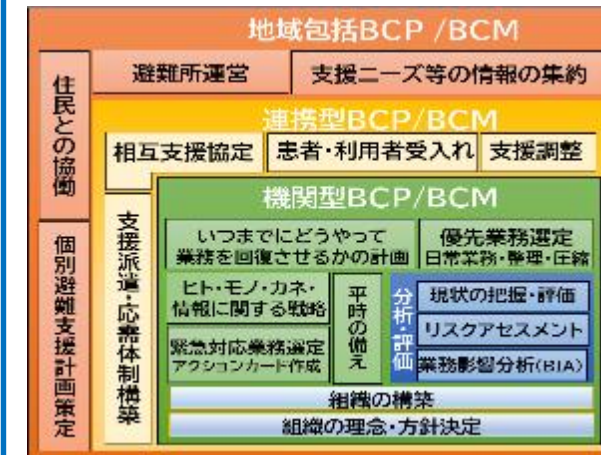 地域包括BCP /BCM
避難所運営
支援ニーズ等の情報の集約
住民との協働
個別避難支援計画策定
連携型BCP/BCM
相互支援協定
患者・利用者受入れ
支援調整
支援派遣・応需体制構築
機関型BCP/BCM
いつまでにどうやって
業務を回復させるかの計画
優先業務選定
日常業務・整理・圧縮
ヒト・モノ・カネ・
情報に関する戦略
緊急対応業務選定
アクションカード作成
平時の備え
分析・評価
現状の把握・評価
リスクアセスメント
業務影響分析(BIA)
組織の構築
組織の理念・方針決定